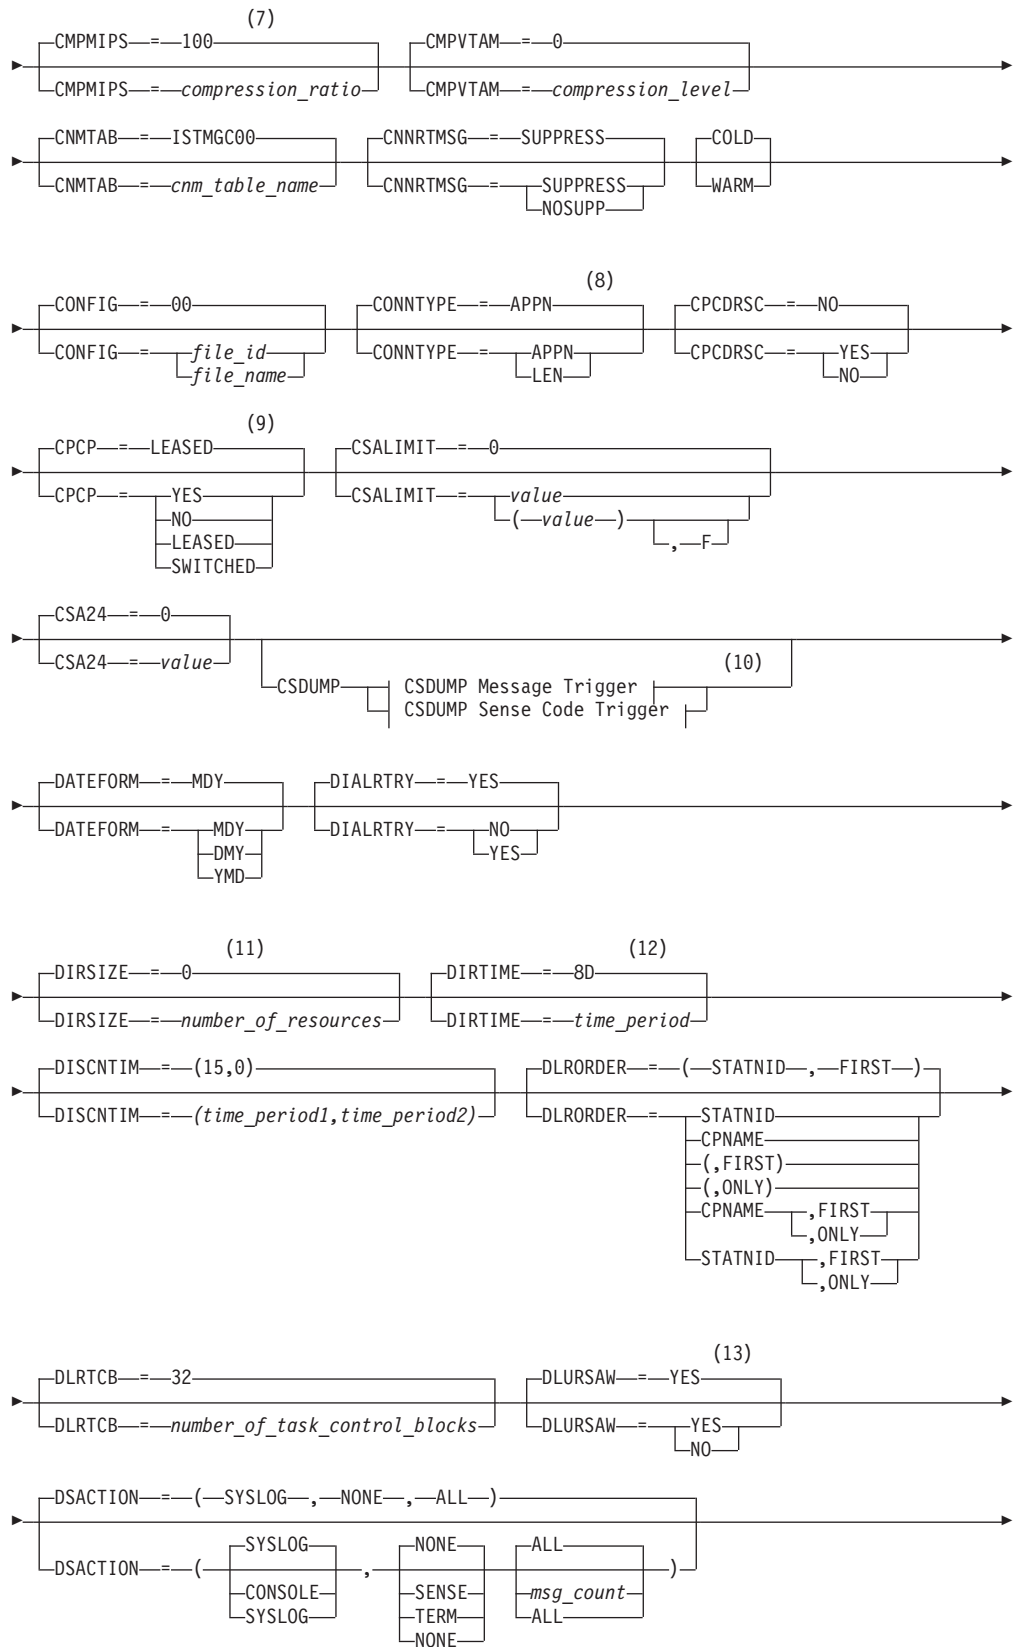 (7)
CMPMIPS = 100 CMPVTAM = 0
CMPMIPS = compression_ratio CMPVTAM = compression_level
CNMTAB = ISTMGC00 CNNRTMSG = SUPPRESS COLD
CNMTAB = cnm_table_name CNNRTMSG = SUPPRESS WARM
NOSUPP
(8)
CONFIG = 00 CONNTYPE = APPN CPCDRSC = NO
CONFIG = file_id CONNTYPE = APPN CPCDRSC = YES
file_name LEN NO
(9)
CPCP = LEASED CSALIMIT = 0
CPCP = YES CSALIMIT = value
NO (value)
LEASED , F
SWITCHED
CSA24 = 0
CSA24 = value (10)
CSDUMP CSDUMP Message Trigger
CSDUMP Sense Code Trigger
DATEFORM = MDY DIALRTRY = YES
DATEFORM = MDY DIALRTRY = NO
DMY YES
YMD
(11) (12)
DIRSIZE = 0 DIRTIME = 8D
DIRSIZE = number_of_resources DIRTIME = time_period
DISCNTIM = (15,0) DLRORDER = ( STATNID , FIRST )
DISCNTIM = (time_period1,time_period2) DLRORDER = STATNID
CPNAME
(,FIRST)
(,ONLY)
CPNAME ,FIRST
,ONLY
STATNID ,FIRST
,ONLY
(13)
DLRTCB = 32 DLURSAW = YES
DLRTCB = number_of_task_control_blocks DLURSAW = YES
NO
DSACTION = ( SYSLOG , NONE , ALL )
SYSLOG NONE ALL
DSACTION = ( , )
CONSOLE SENSE msg_count
SYSLOG TERM ALL
NONE